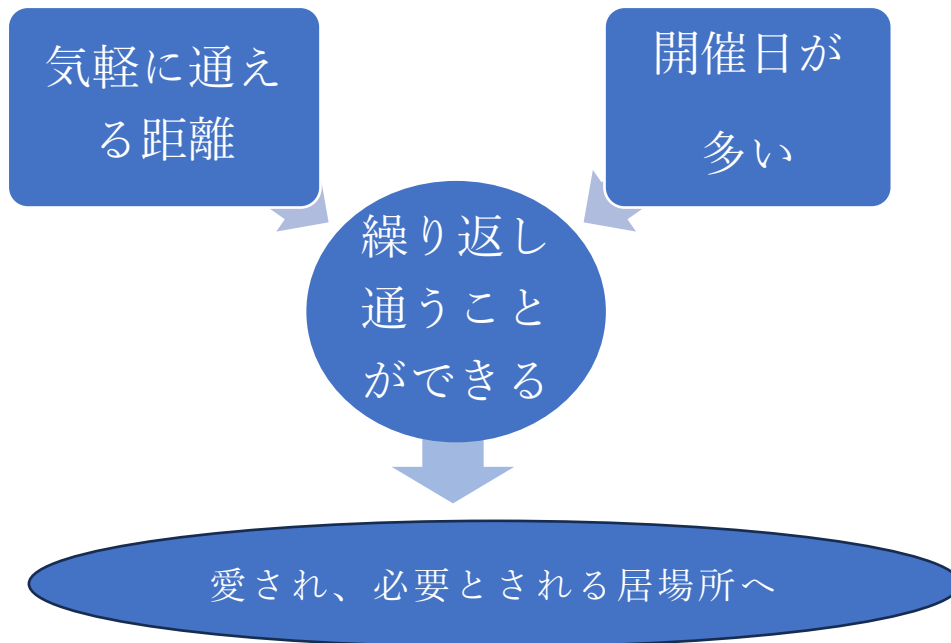 気軽に通え
る距離
開催日が
多い
繰り返し
通うこと
ができる
愛され、必要とされる居場所へ